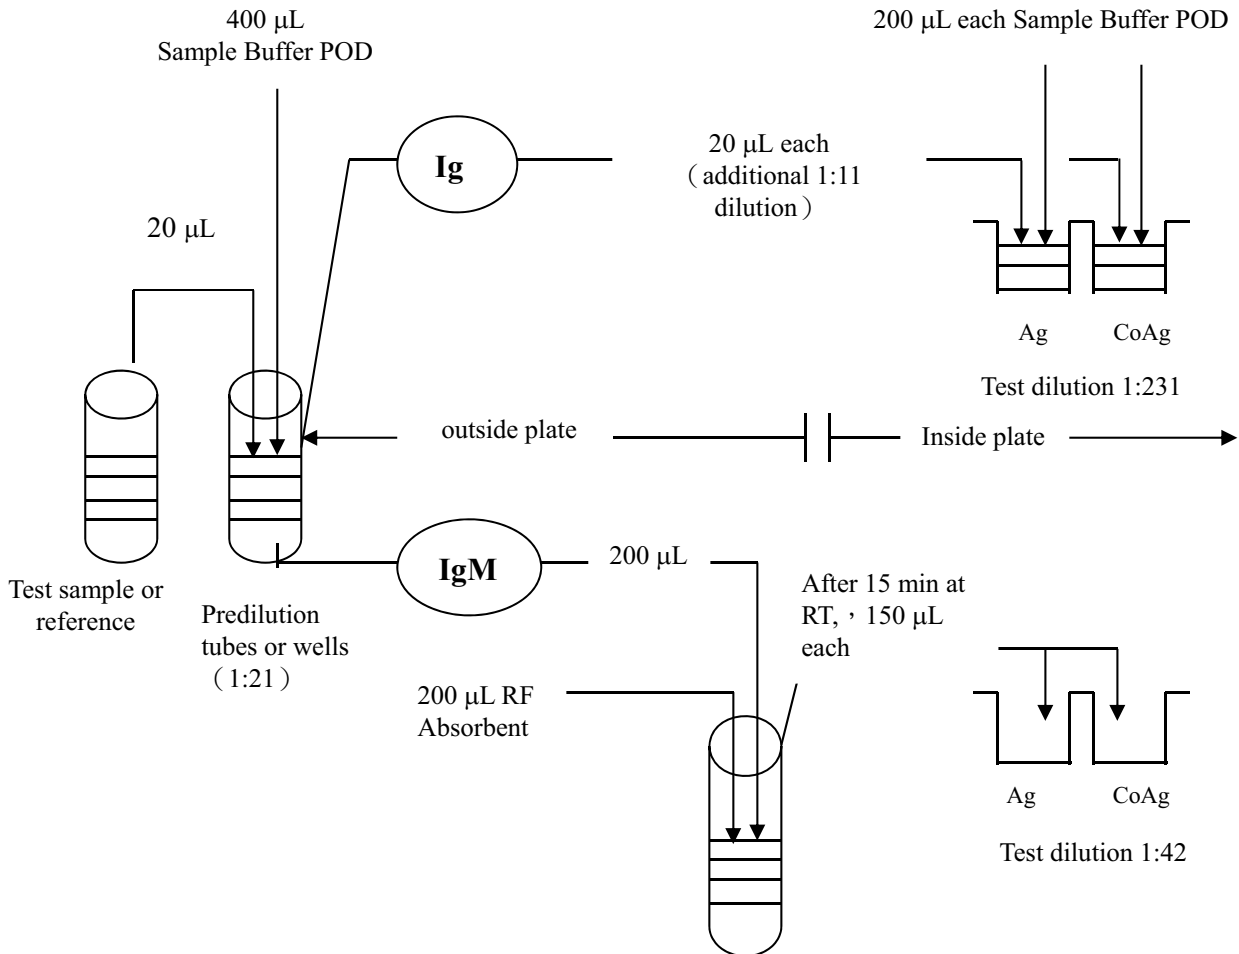 400 μL
Sample Buffer POD
200 μL each Sample Buffer POD
Ig
20 μL each
（additional 1:11
dilution）
20 μL
Ag
CoAg
Test dilution 1:231
outside plate
Inside plate
Test sample or
reference
Predilution
tubes or wells
（1:21）
IgM
200 μL
After 15 min at
RT,，150 μL
each
200 μL RF
Absorbent
Ag
CoAg
Test dilution 1:42